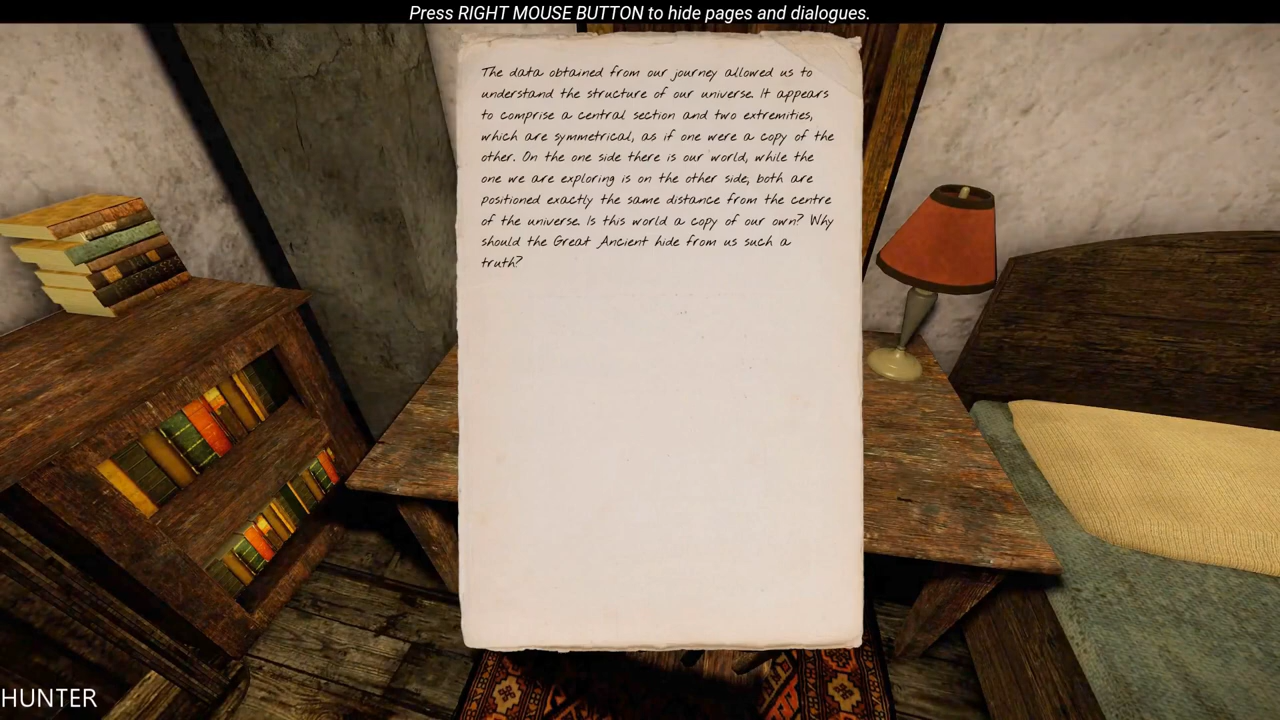 Press RIGHT MOUSE BUTTON to hide pages and dialogues.
The data obtained from our journey allowed us to
understand the structure of our universe. It appears
to comprise a central section and two extremities,
which are symmetrical, as if one were a copy of the
other. On the one side there is our world, while the
one we are exploring is on the other side, both are
positioned exactly the same distance from the centre
of the universe. Is this world a copy of our own? Why
should the Great Ancient hide from us such a
truth?
HUNTER